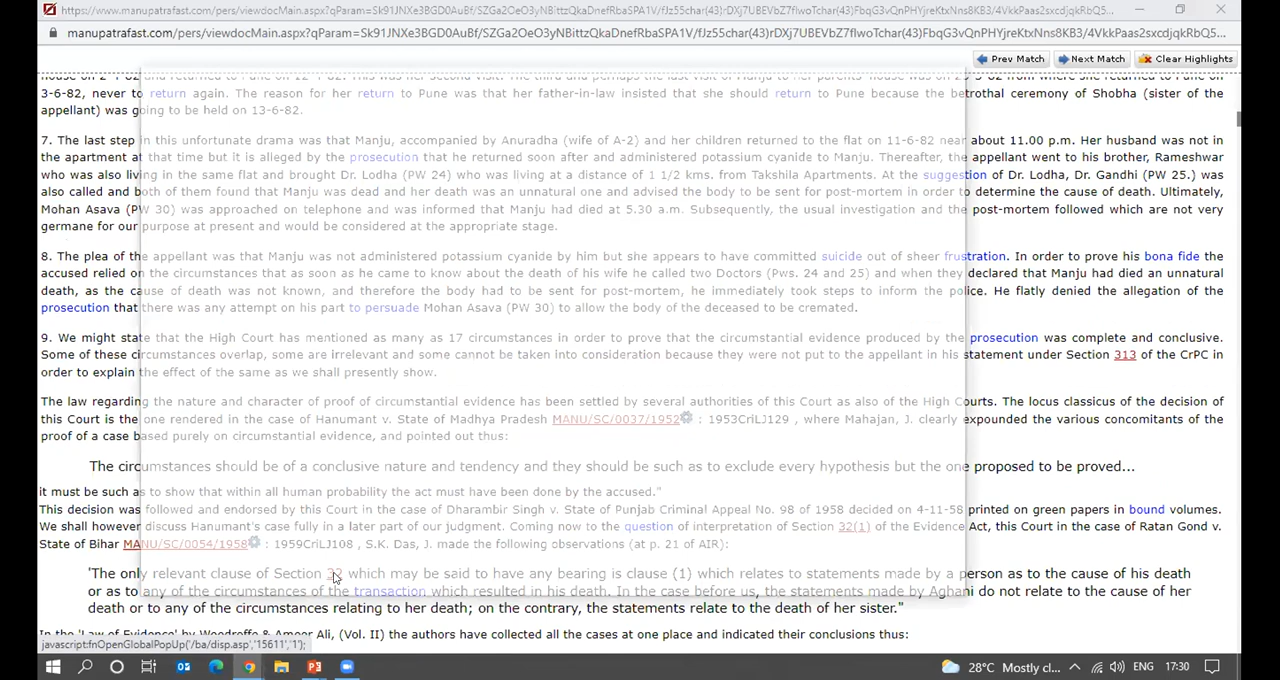 https://www.manupatrafast.com/pers/viewdocMain.aspx?qParam=Sk91JNXe3BGD0AuBf/SZGa2OeO3yNBittzQkaDnefRbaSPA1V/fJz55char(43)rDXj7UBEVbZ7flwoTchar(43)FbqG3vQnPHYjreKtxNns8KB3/4VkkPaas2sxcdjqkRbQ5...
manupatrafast.com/pers/viewdocMain.aspx?qParam=Sk91JNXe3BGD0AuBf/SZGa2OeO3yNBittzQkaDnefRbaSPA1V/fJz55char(43)rDXj7UBEVbZ7flwoTchar(43)FbqG3vQnPHYjreKtxNns8KB3/4VkkPaas2sxcdjqkRbQ5...
Prev Match Next Match Clear Highlights
3-6-82, never to return again. The reason for her return to Pune was that her father-in-law insisted that she should return to Pune because the betrothal ceremony of Shobha (sister of the
appellant) was going to be held on 13-6-82.
7. The last step in this unfortunate drama was that Manju, accompanied by Anuradha (wife of A-2) and her children returned to the flat on 11-6-82 near about 11.00 p.m. Her husband was not in
the apartment at that time but it is alleged by the prosecution that he returned soon after and administered potassium cyanide to Manju. Thereafter, the appellant went to his brother, Rameshwar
who was also living in the same flat and brought Dr. Lodha (PW 24) who was living at a distance of 1 1/2 kms. from Takshila Apartments. At the suggestion of Dr. Lodha, Dr. Gandhi (PW 25.) was
also called and both of them found that Manju was dead and her death was an unnatural one and advised the body to be sent for post-mortem in order to determine the cause of death. Ultimately,
Mohan Asava (PW 30) was approached on telephone and was informed that Manju had died at 5.30 a.m. Subsequently, the usual investigation and the post-mortem followed which are not very
germane for our purpose at present and would be considered at the appropriate stage.
8. The plea of the appellant was that Manju was not administered potassium cyanide by him but she appears to have committed suicide out of sheer frustration. In order to prove his bona fide the
accused relied on the circumstances that as soon as he came to know about the death of his wife he called two Doctors (Pws. 24 and 25) and when they declared that Manju had died an unnatural
death, as the cause of death was not known, and therefore the body had to be sent for post-mortem, he immediately took steps to inform the police. He flatly denied the allegation of the
prosecution that there was any attempt on his part to persuade Mohan Asava (PW 30) to allow the body of the deceased to be cremated.
9. We might state that the High Court has mentioned as many as 17 circumstances in order to prove that the circumstantial evidence produced by the prosecution was complete and conclusive.
Some of these circumstances overlap, some are irrelevant and some cannot be taken into consideration because they were not put to the appellant in his statement under Section 313 of the CrPC in
order to explain the effect of the same as we shall presently show.
The law regarding the nature and character of proof of circumstantial evidence has been settled by several authorities of this Court as also of the High Courts. The locus classicus of the decision of
this Court is the one rendered in the case of Hanumant v. State of Madhya Pradesh MANU/SC/0037/1952 : 1953CriLJ129 , where Mahajan, J. clearly expounded the various concomitants of the
proof of a case based purely on circumstantial evidence, and pointed out thus:
The circumstances should be of a conclusive nature and tendency and they should be such as to exclude every hypothesis but the one proposed to be proved...
it must be such as to show that within all human probability the act must have been done by the accused."
This decision was followed and endorsed by this Court in the case of Dharambir Singh v. State of Punjab Criminal Appeal No. 98 of 1958 decided on 4-11-58 printed on green papers in bound volumes.
We shall however discuss Hanumant's case fully in a later part of our judgment. Coming now to the question of interpretation of Section 32(1) of the Evidence Act, this Court in the case of Ratan Gond v.
State of Bihar MANU/SC/0054/1958 : 1959CriLJ108 , S.K. Das, J. made the following observations (at p. 21 of AIR):
'The only relevant clause of Section 32 which may be said to have any bearing is clause (1) which relates to statements made by a person as to the cause of his death
or as to any of the circumstances of the transaction which resulted in his death. In the case before us, the statements made by Aghani do not relate to the cause of her
death or to any of the circumstances relating to her death; on the contrary, the statements relate to the death of her sister."
In the 'Law of Evidence' by Woodroffe & Ameer Ali, (Vol. II) the authors have collected all the cases at one place and indicated their conclusions thus:
javascript:fnOpenGlobalPopUp('/ba/disp.asp','15611','1');
28°C Mostly cl... ENG 17:30